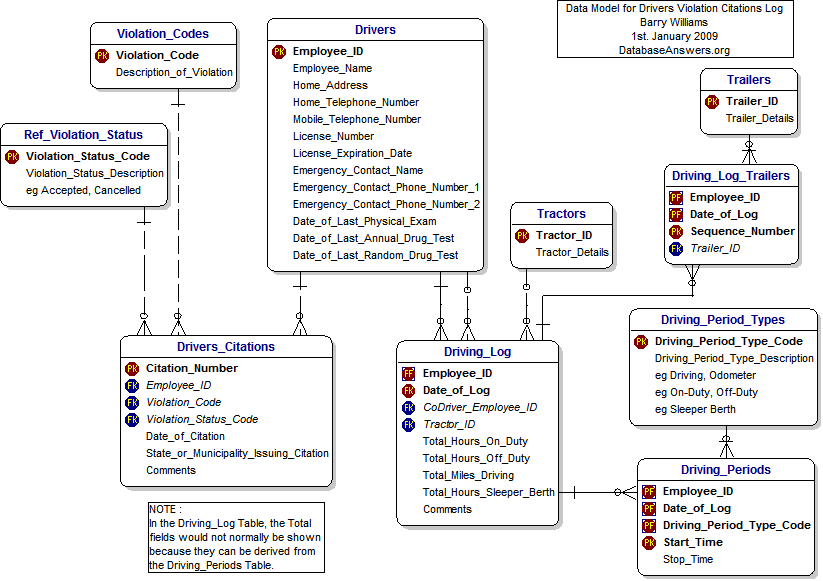 Data Model for Drivers Violation Citations Log
Barry Williams
1st. January 2009
DatabaseAnswers.org
Violation_Codes
PK Violation_Code
Description_of_Violation
Ref_Violation_Status
PK Violation_Status_Code
Violation_Status_Description
eg Accepted, Cancelled
Drivers
PK Employee_ID
Employee_Name
Home_Address
Home_Telephone_Number
Mobile_Telephone_Number
License_Number
License_Expiration_Date
Emergency_Contact_Name
Emergency_Contact_Phone_Number_1
Emergency_Contact_Phone_Number_2
Date_of_Last_Physical_Exam
Date_of_Last_Annual_Drug_Test
Date_of_Last_Random_Drug_Test
Trailers
PK Trailer_ID
Trailer_Details
Driving_Log_Trailers
PF Employee_ID
PF Date_of_Log
PK Sequence_Number
FK Trailer_ID
Tractors
PK Tractor_ID
Tractor_Details
Driving_Period_Types
PK Driving_Period_Type_Code
Driving_Period_Type_Description
eg Driving, Odometer
eg On-Duty, Off-Duty
eg Sleeper Berth
Drivers_Citations
PK Citation_Number
FK Employee_ID
FK Violation_Code
FK Violation_Status_Code
Date_of_Citation
State_or_Municipality_Issuing_Citation
Comments
Driving_Log
PF Employee_ID
PK Date_of_Log
FK CoDriver_Employee_ID
FK Tractor_ID
Total_Hours_On_Duty
Total_Hours_Off_Duty
Total_Miles_Driving
Total_Hours_Sleeper_Berth
Comments
Driving_Periods
PF Employee_ID
PF Date_of_Log
PF Driving_Period_Type_Code
PK Start_Time
Stop_Time
NOTE :
In the Driving_Log Table, the Total
fields would not normally be shown
because they can be derived from
the Driving_Periods Table.